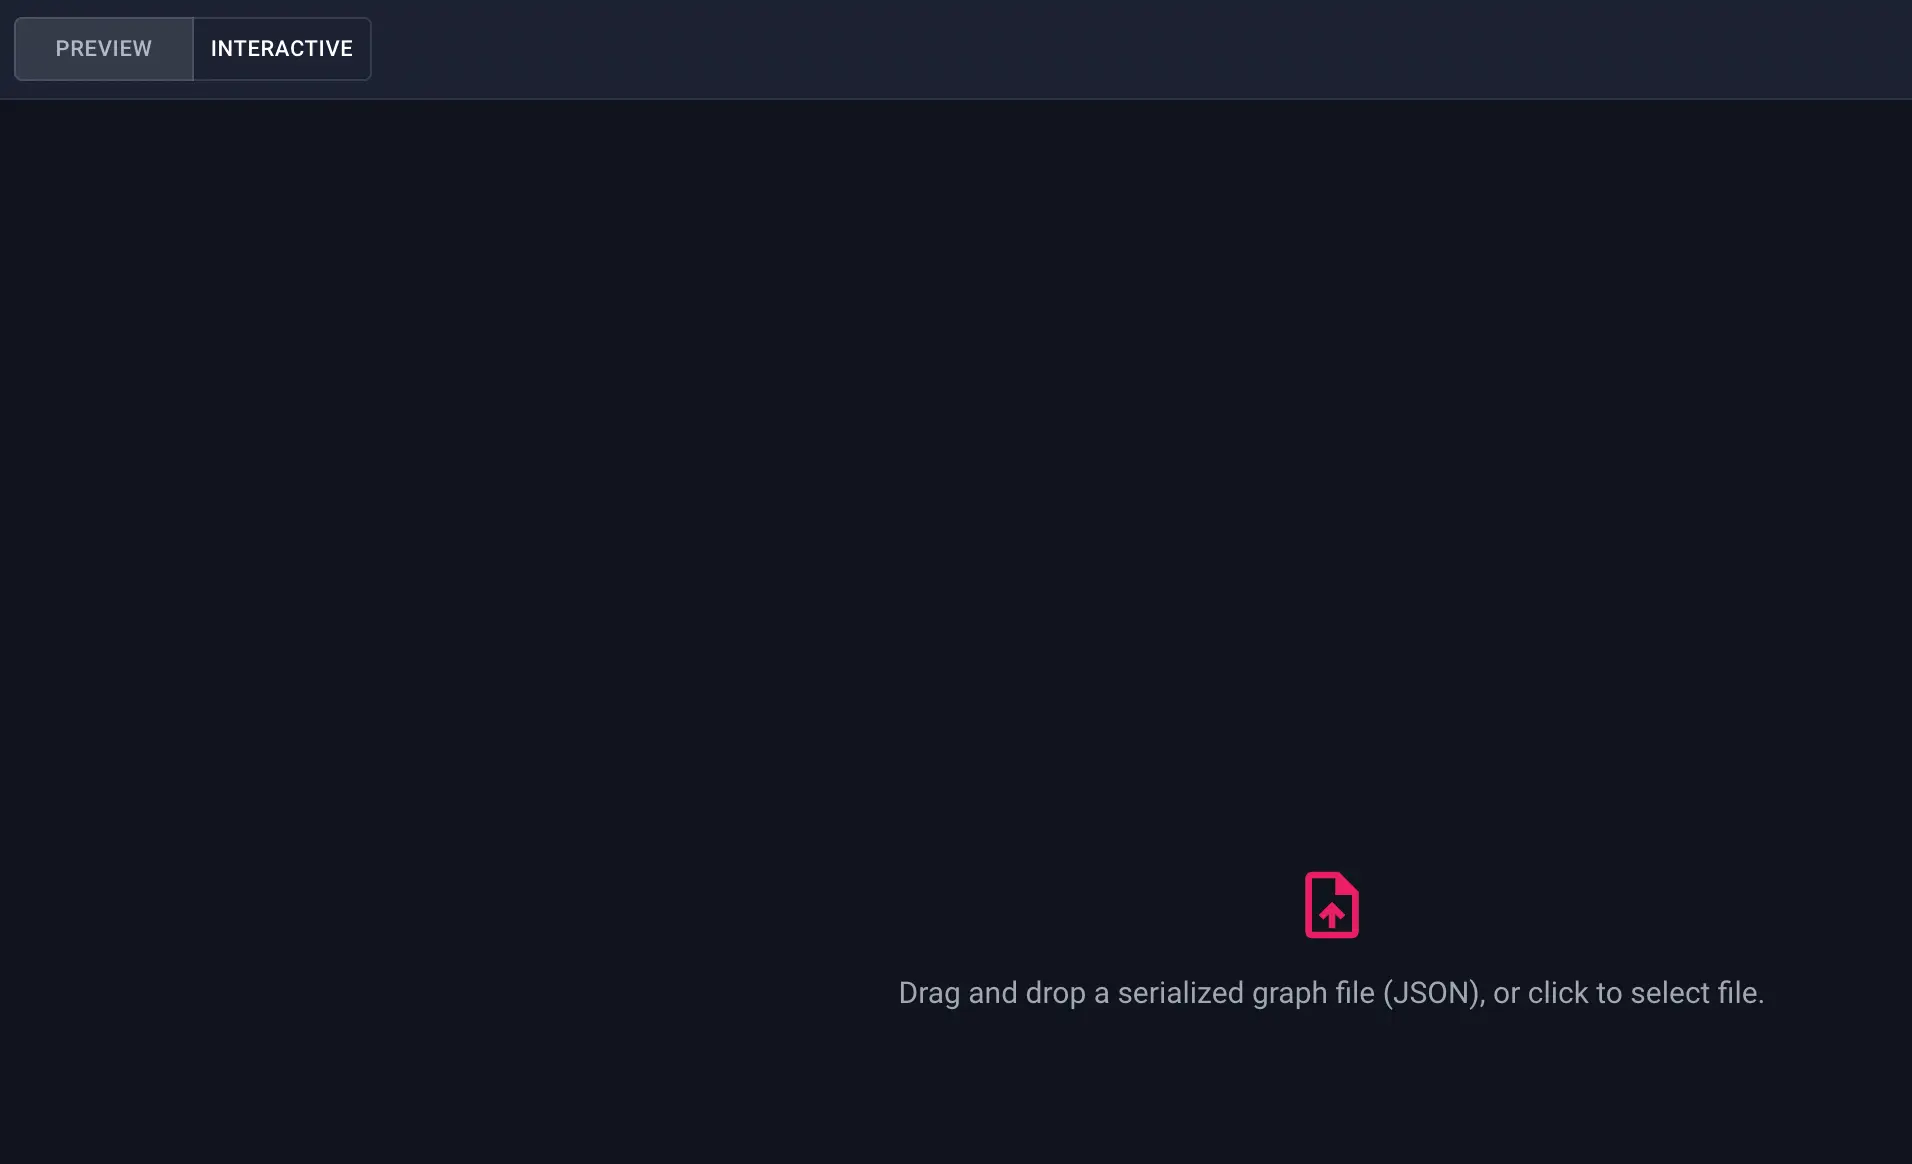 PREVIEW
INTERACTIVE
Drag and drop a serialized graph file (JSON), or click to select file.